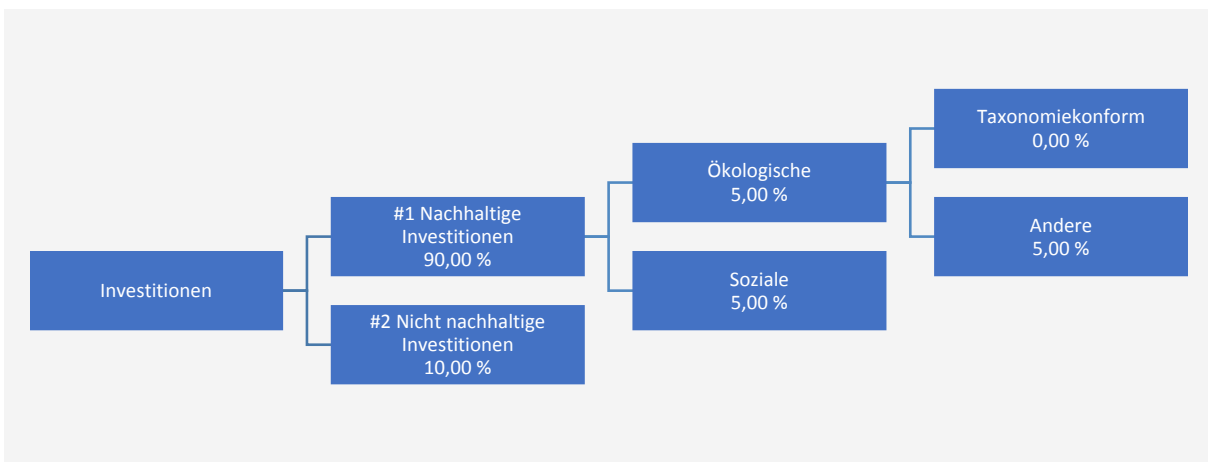 Investitionen
#1 Nachhaltige
Investitionen
90,00 %
#2 Nicht nachhaltige
Investitionen
10,00 %
Ökologische
5,00 %
Soziale
5,00 %
Taxonomiekonform
0,00 %
Andere
5,00 %